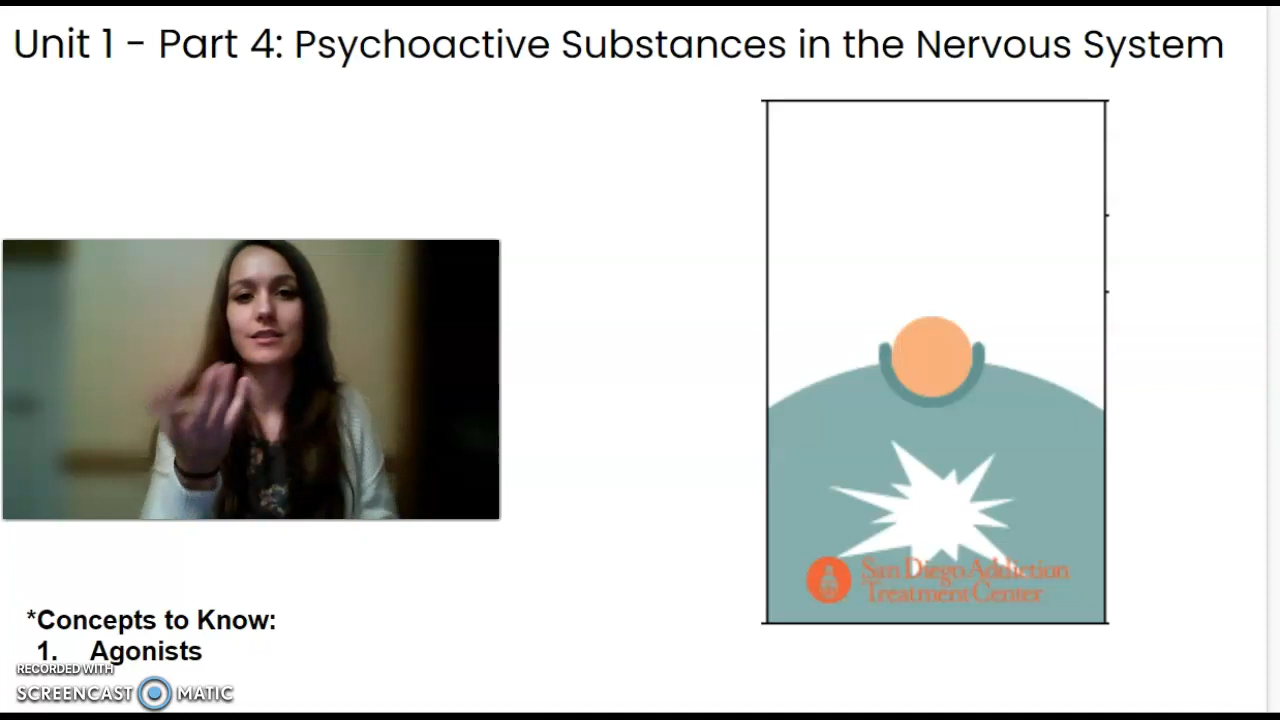 Unit 1 - Part 4: Psychoactive Substances in the Nervous System
San Diego Addiction
Treatment Center
*Concepts to Know:
1. Agonists
RECORDED WITH
SCREENCAST MATIC